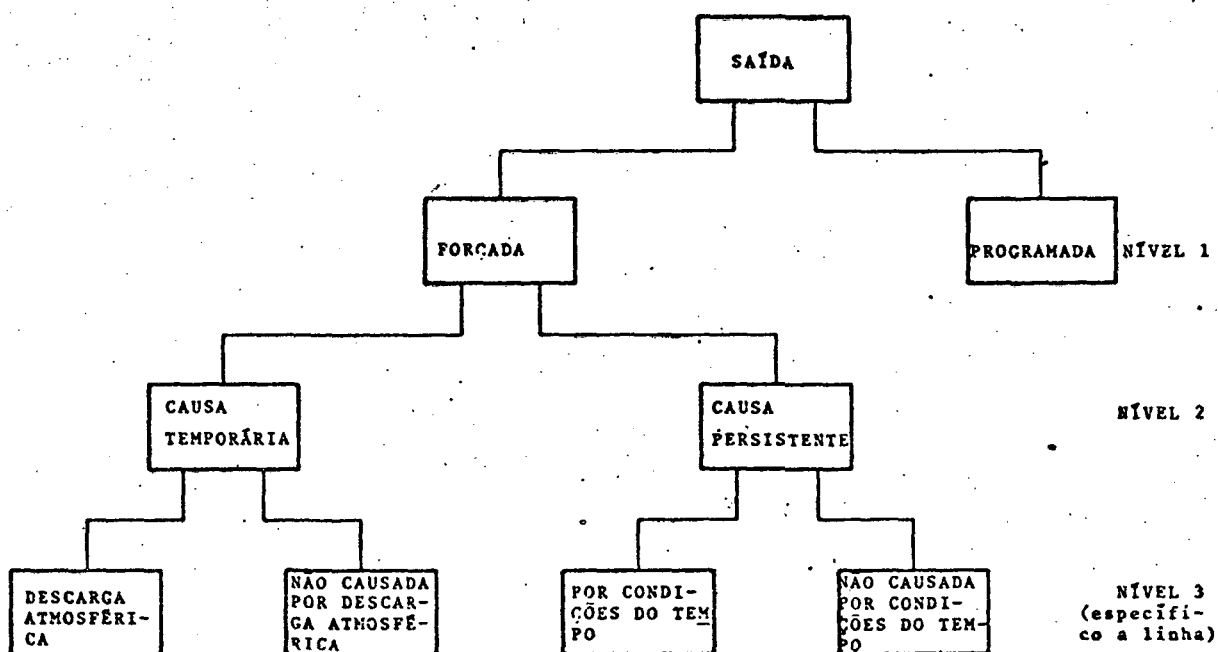 SAÍDA
FORÇADA
PROGRAMADA
NÍVEL 1
CAUSA
TEMPORÁRIA
CAUSA
PERSISTENTE
NÍVEL 2
DESCARGA
ATMOSFÉRI-
CA
NÃO CAUSADA
POR DESCAR-
GA ATMOSFÉ-
RICA
POR CONDI-
ÇÕES DO TEM
PO
NÃO CAUSADA
POR CONDI-
ÇÕES DO TEM-
PO
NÍVEL 3
(específi-
co a linha)